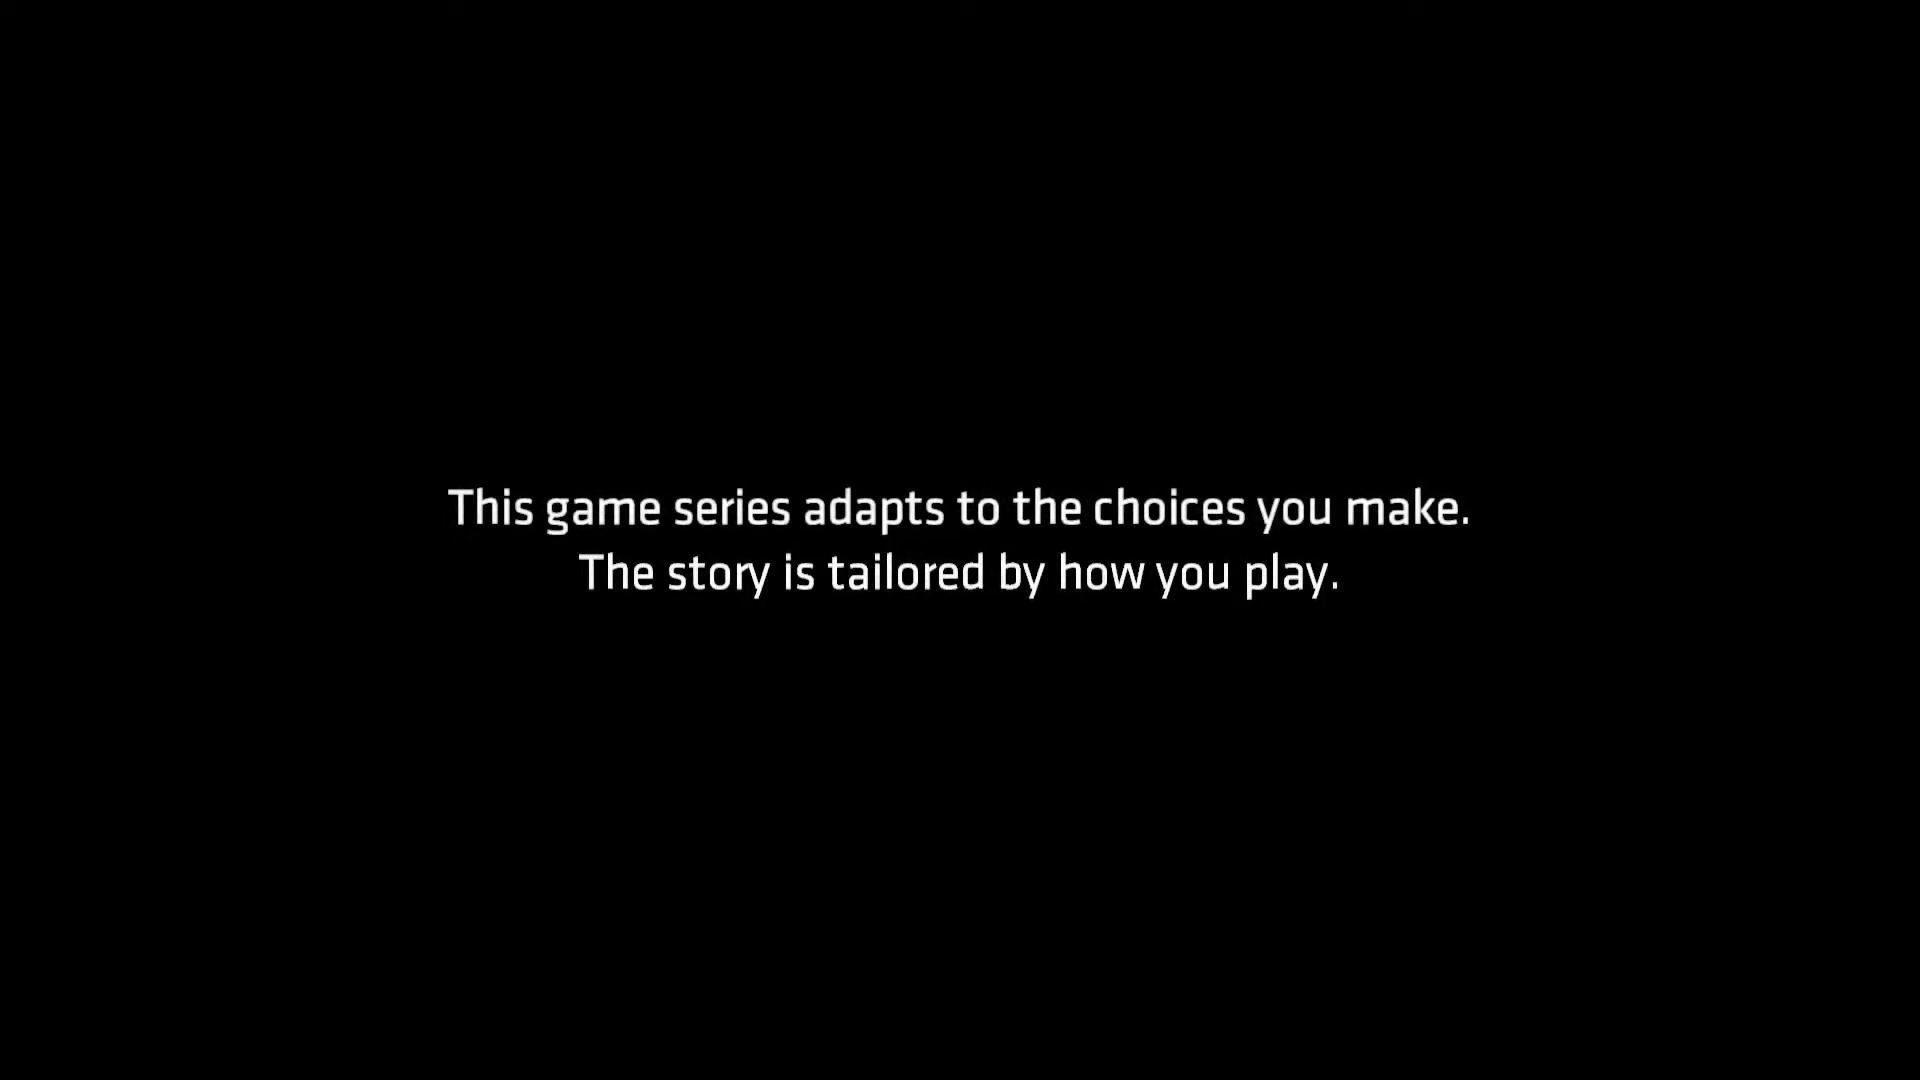 This game series adapts to the choices you make.
The story is tailored by how you play.